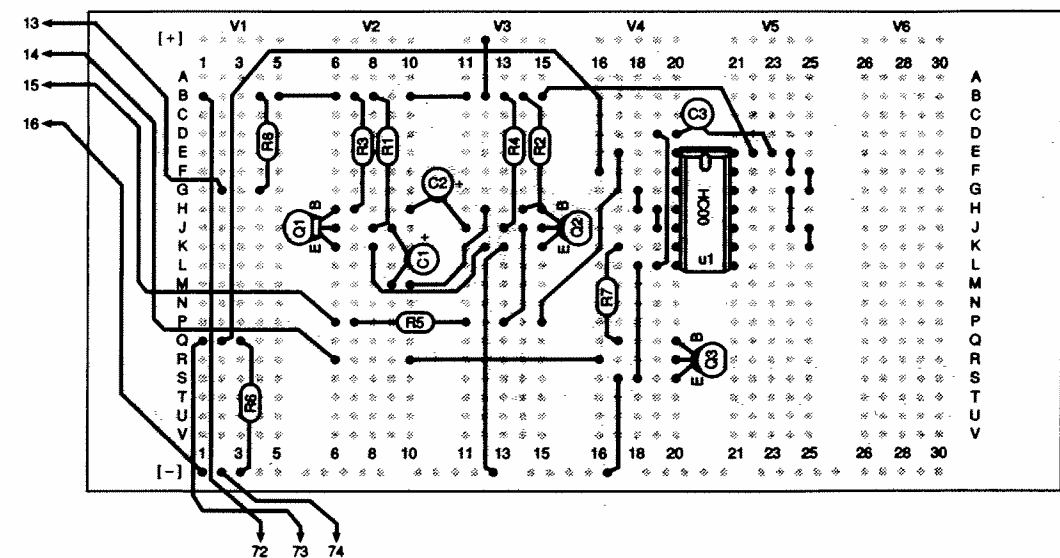 13 V1 V2 V3 V4 V5 V6
[+]
14
1 3 5 6 8 10 11 13 15 16 18 20 21 23 25 26 28 30
15
A A
B B
C C3 C
16
D R8 R3 R1 R4 R2 D
E E
F F
G C2 + HC00 G
H B B H
J Q1 + Q2 J
K E C1 E u1 K
L L
M M
N R7 N
P R5 P
Q B Q
R Q3 R
S E S
T R6 T
U U
V V
1 3 5 6 8 10 11 13 15 16 18 20 21 23 25 26 28 30
[-]
72 73 74